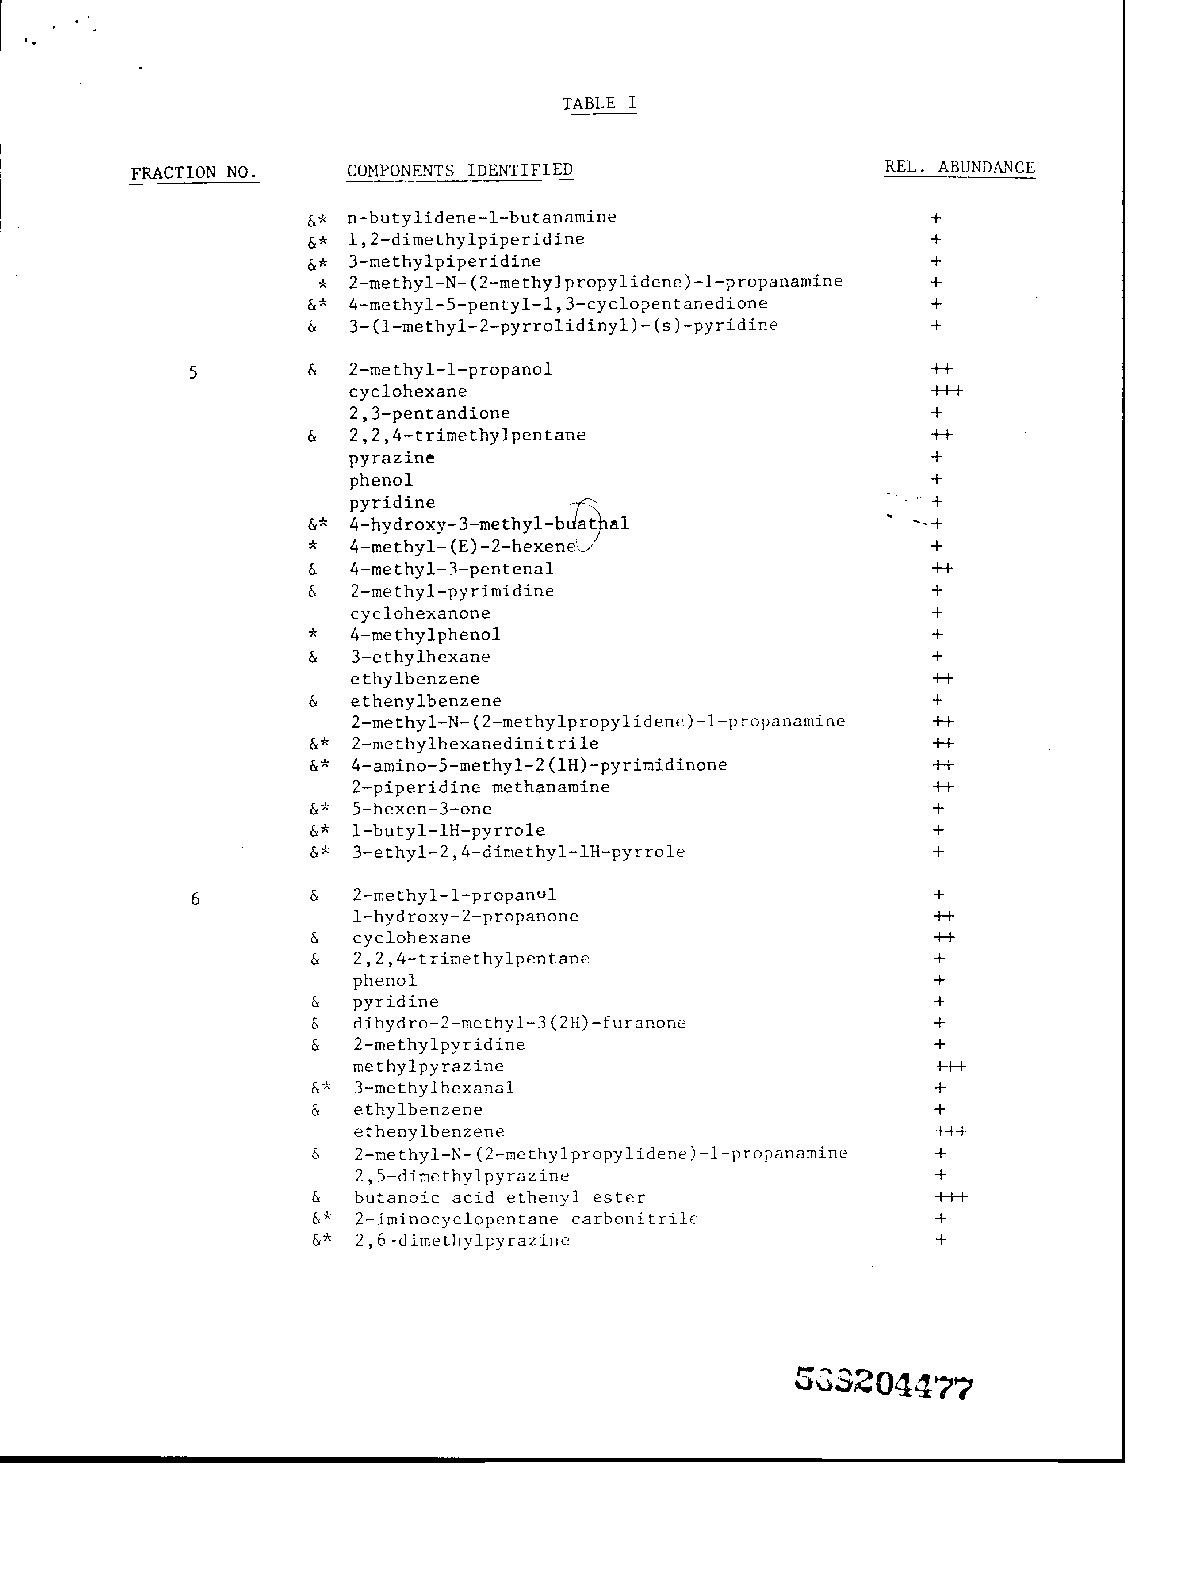 TABLE I
FRACTION NO. COMPONENTS IDENTIFIED REL. ABUNDANCE
&* n-butylidene-1-butanamine +
&* 1,2-dimethylpiperidine +
&* 3-methylpiperidine +
* 2-methyl-N-(2-methylpropylidene)-1-propanamine +
&* 4-methyl-5-pentyl-1,3-cyclopentanedione +
& 3-(1-methyl-2-pyrrolidinyl)-(s)-pyridine +
5 & 2-methyl-1-propanol ++
cyclohexane +++
2,3-pentandione +
& 2,2,4-trimethylpentane ++
pyrazine +
phenol +
pyridine +
&* 4-hydroxy-3-methyl-buathal +
* 4-methyl-(E)-2-hexene +
& 4-methyl-3-pentenal ++
& 2-methyl-pyrimidine +
cyclohexanone +
* 4-methylphenol +
& 3-ethylhexane +
ethylbenzene ++
& ethenylbenzene +
2-methyl-N-(2-methylpropylidene)-1-propanamine ++
&* 2-methylhexanedinitrile ++
&* 4-amino-5-methyl-2(1H)-pyrimidinone ++
2-piperidine methanamine ++
&* 5-hexen-3-one +
&* 1-butyl-1H-pyrrole +
&* 3-ethyl-2,4-dimethyl-1H-pyrrole +
6 & 2-methyl-1-propanol +
1-hydroxy-2-propanone ++
& cyclohexane ++
& 2,2,4-trimethylpentane +
phenol +
& pyridine +
& dihydro-2-methyl-3(2H)-furanone +
& 2-methylpyridine +
methylpyrazine +++
&* 3-methylhexanal +
& ethylbenzene +
ethenylbenzene +++
& 2-methyl-N-(2-methylpropylidene)-1-propanamine +
2,5-dimethylpyrazine +
& butanoic acid ethenyl ester +++
&* 2-iminocyclopentane carbonitrile +
&* 2,6-dimethylpyrazine +